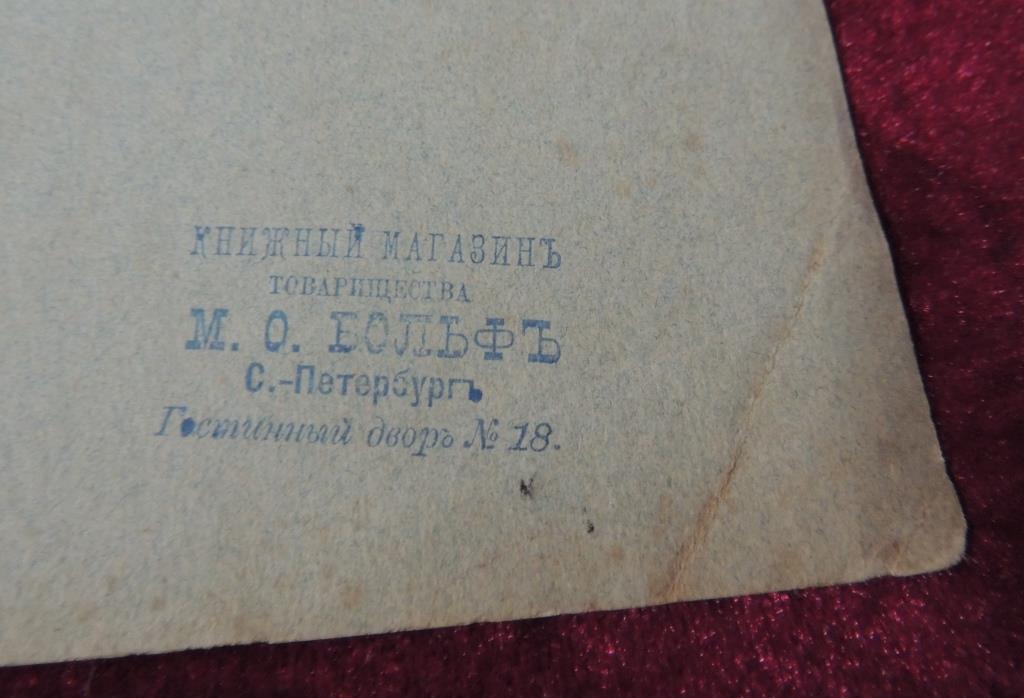 КНИЖНЫЙ МАГАЗИНЪ
ТОВАРИЩЕСТВА
М. О. ВОЛЬФЪ
С.-Петербургъ
Гостинный дворъ № 18.